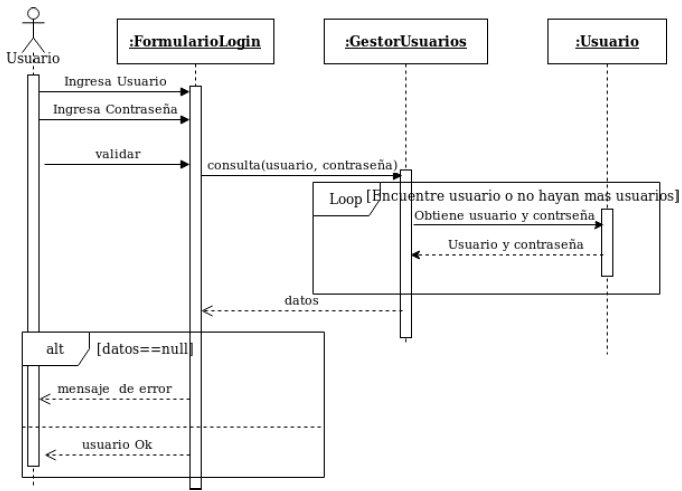 :FormularioLogin
:GestorUsuarios
:Usuario
Usuario
Ingresa Usuario
Ingresa Contraseña
validar
consulta(usuario, contraseña)
Loop
[Encuentre usuario o no hayan mas usuarios]
Obtiene usuario y contrseña
Usuario y contraseña
datos
alt
[datos==null]
mensaje de error
usuario Ok